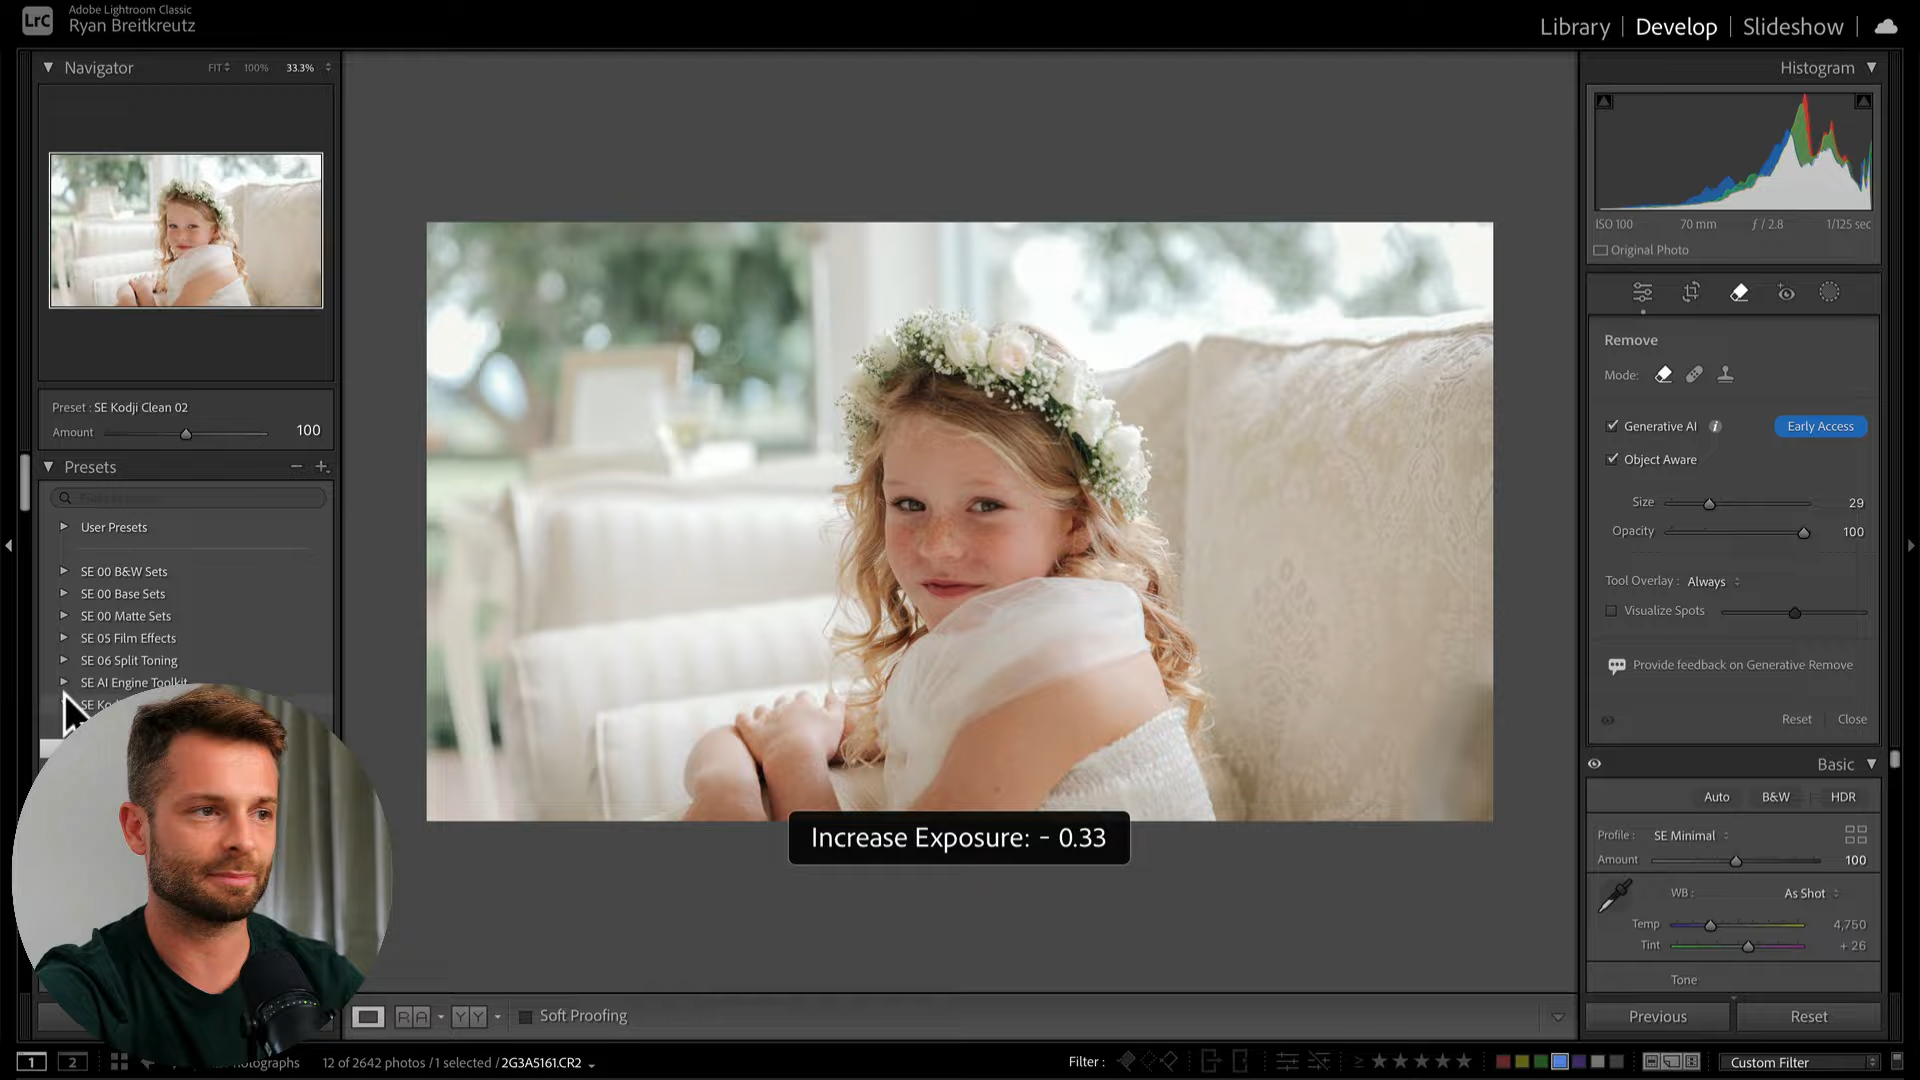 LrC
Adobe Lightroom Classic
Ryan Breitkreutz
Library | Develop | Slideshow
Navigator
FIT 100% 33.3%
Preset : SE Kodji Clean 02
Amount 100
Presets
User Presets
SE 00 B&W Sets
SE 00 Base Sets
SE 00 Matte Sets
SE 05 Film Effects
SE 06 Split Toning
SE AI Engine Toolkit
Increase Exposure: - 0.33
Soft Proofing
Histogram
ISO 100 70 mm ƒ / 2.8 1/125 sec
Original Photo
Remove
Mode:
Generative AI Early Access
Object Aware
Size 29
Opacity 100
Tool Overlay : Always
Visualize Spots
Provide feedback on Generative Remove
Reset Close
Basic
Auto B&W HDR
Profile : SE Minimal
Amount 100
WB : As Shot
Temp 4,750
Tint + 26
Tone
Previous Reset
1 2 12 of 2642 photos / 1 selected / 2G3A5161.CR2 Filter : ≥ Custom Filter